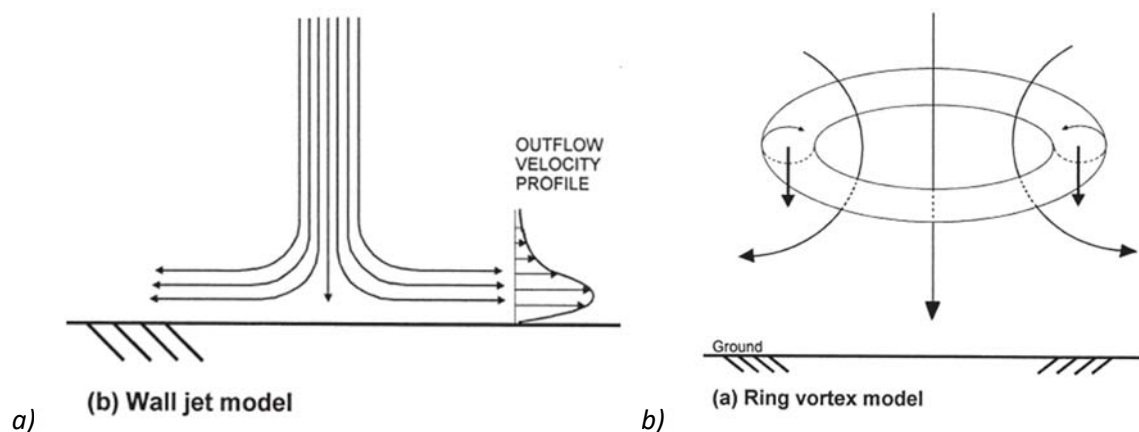 OUTFLOW
VELOCITY
PROFILE
a) (b) Wall jet model
Ground
b) (a) Ring vortex model